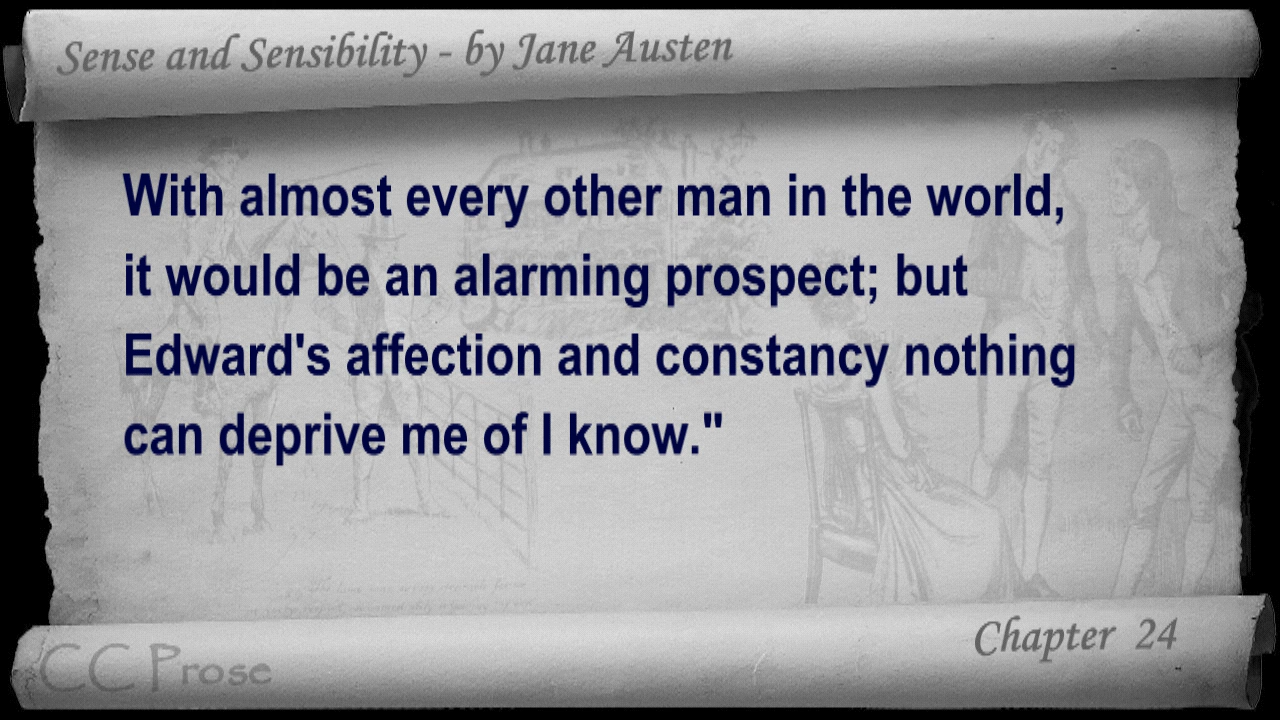 Sense and Sensibility - by Jane Austen
With almost every other man in the world,
it would be an alarming prospect; but
Edward's affection and constancy nothing
can deprive me of I know."
Chapter 24
CC Prose